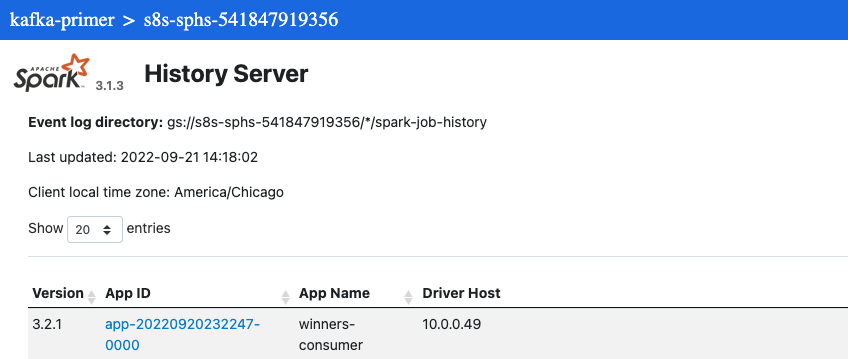 kafka-primer > s8s-sphs-541847919356
APACHE
Spark 3.1.3 History Server
Event log directory: gs://s8s-sphs-541847919356/*/spark-job-history
Last updated: 2022-09-21 14:18:02
Client local time zone: America/Chicago
Show 20 entries
Version App ID App Name Driver Host
3.2.1 app-20220920232247- winners- 10.0.0.49
0000 consumer